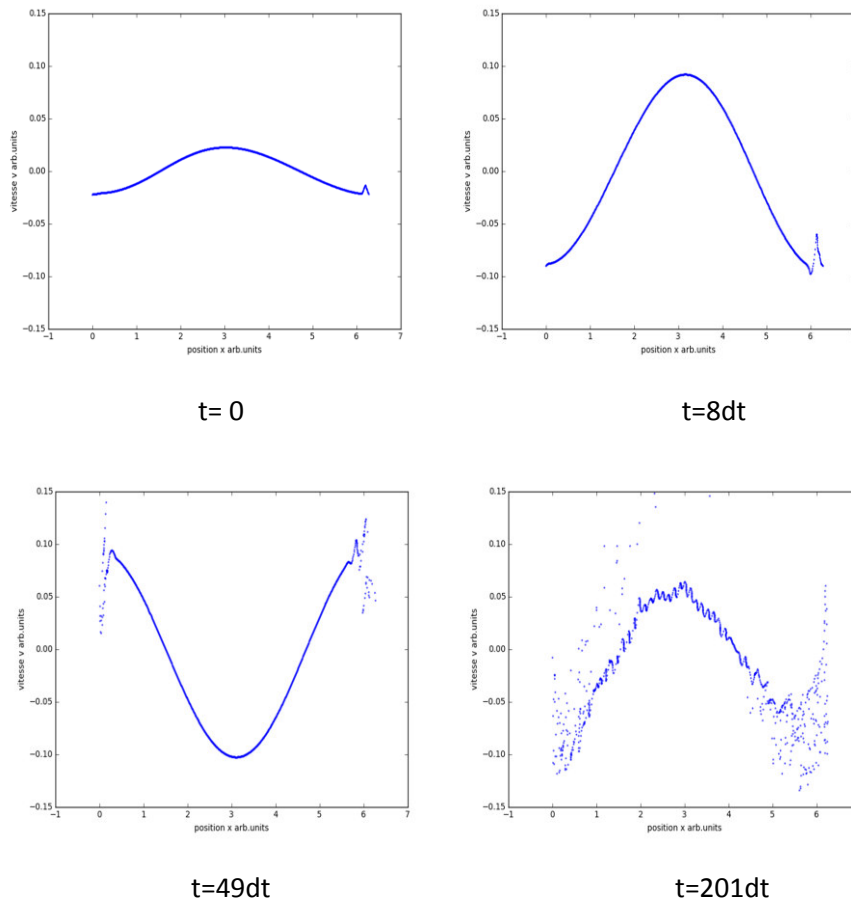 0.15
0.10
0.05
0.00
−0.05
−0.10
−0.15
vitesse v arb.units
−1 0 1 2 3 4 5 6 7
position x arb.units
t= 0
0.15
0.10
0.05
0.00
−0.05
−0.10
−0.15
vitesse v arb.units
−1 0 1 2 3 4 5 6
position x arb.units
t=8dt
0.15
0.10
0.05
0.00
−0.05
−0.10
−0.15
vitesse v arb.units
−1 0 1 2 3 4 5 6 7
position x arb.units
t=49dt
0.15
0.10
0.05
0.00
−0.05
−0.10
−0.15
vitesse v arb.units
−1 0 1 2 3 4 5 6
position x arb.units
t=201dt